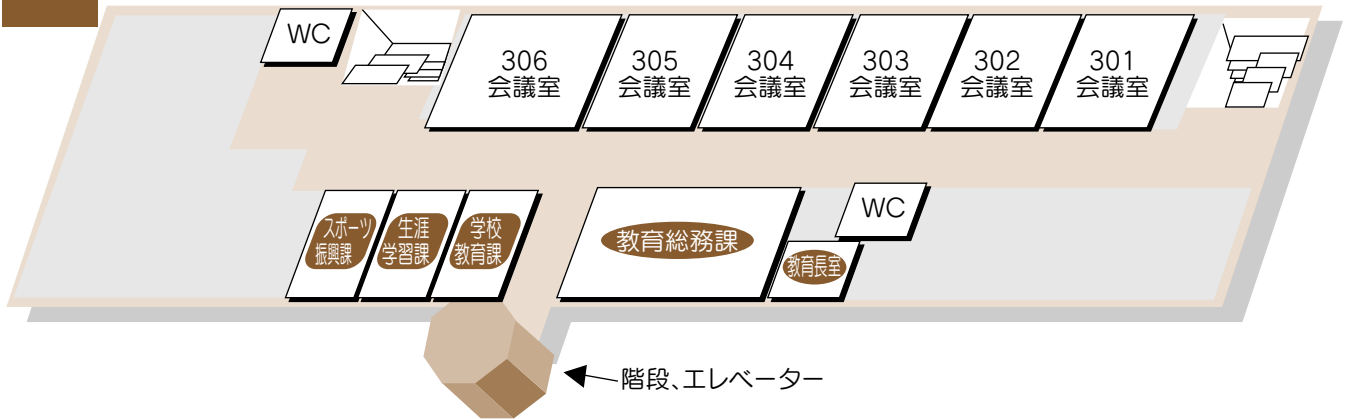 WC
306
会議室
305
会議室
304
会議室
303
会議室
302
会議室
301
会議室
スポーツ
振興課
生涯
学習課
学校
教育課
教育総務課
教育長室
WC
階段、エレベーター